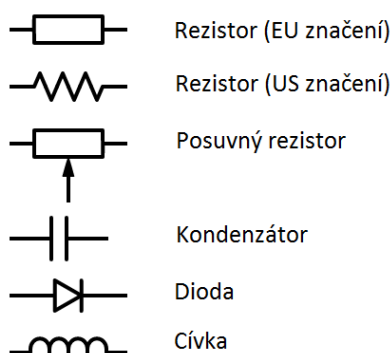 Rezistor (EU značení)
Rezistor (US značení)
Posuvný rezistor
Kondenzátor
Dioda
Cívka